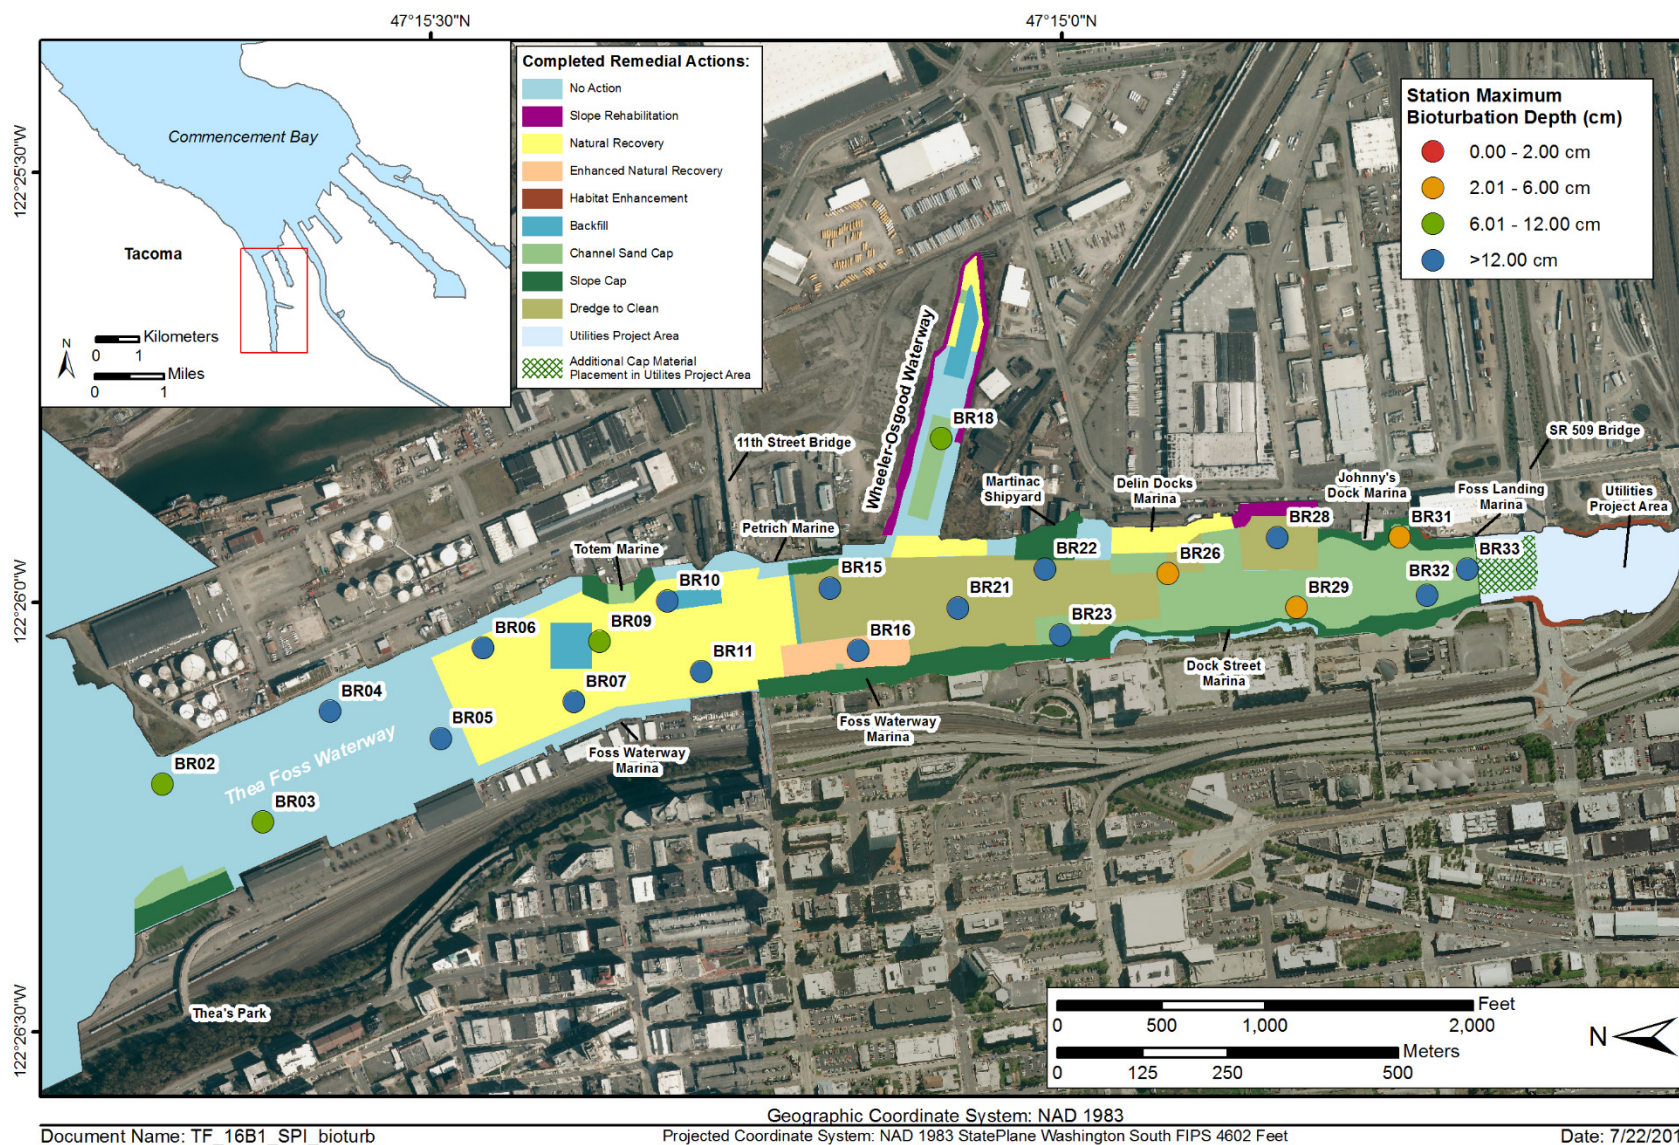 47°15'30"N
47°15'0"N
122°25'30"W
122°26'0"W
122°26'30"W
Commencement Bay
Tacoma
Kilometers
0 1
Miles
0 1
N
Completed Remedial Actions:
No Action
Slope Rehabilitation
Natural Recovery
Enhanced Natural Recovery
Habitat Enhancement
Backfill
Channel Sand Cap
Slope Cap
Dredge to Clean
Utilities Project Area
Additional Cap Material
Placement in Utilites Project Area
Station Maximum
Bioturbation Depth (cm)
0.00 - 2.00 cm
2.01 - 6.00 cm
6.01 - 12.00 cm
>12.00 cm
Wheeler-Osgood Waterway
BR18
11th Street Bridge
SR 509 Bridge
Martinac
Shipyard
Delin Docks
Marina
Johnny's
Dock Marina
Foss Landing
Marina
Utilities
Project Area
Petrich Marine
Totem Marine
BR28
BR31
BR22
BR26
BR33
BR10
BR15
BR21
BR32
BR29
BR23
BR09
BR06
BR16
BR11
BR07
BR04
BR05
BR02
BR03
Thea Foss Waterway
Foss Waterway
Marina
Foss Waterway
Marina
Dock Street
Marina
Thea's Park
Feet
0 500 1,000 2,000
Meters
0 125 250 500
N
Geographic Coordinate System: NAD 1983
Document Name: TF_16B1_SPI_bioturb
Projected Coordinate System: NAD 1983 StatePlane Washington South FIPS 4602 Feet
Date: 7/22/20